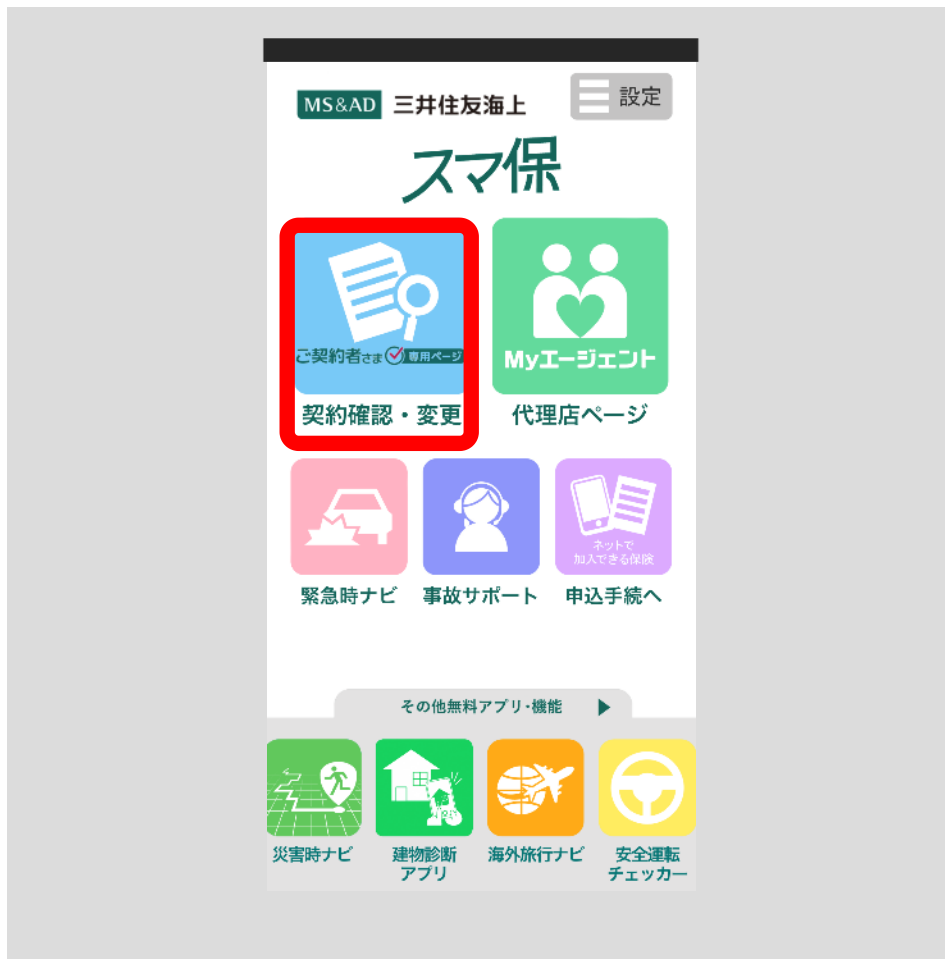 MS&AD 三井住友海上
設定
スマ保
ご契約者さま 専用ページ
Myエージェント
契約確認・変更
代理店ページ
ネットで
加入できる保険
緊急時ナビ
事故サポート
申込手続へ
その他無料アプリ・機能
災害時ナビ
建物診断
アプリ
海外旅行ナビ
安全運転
チェッカー